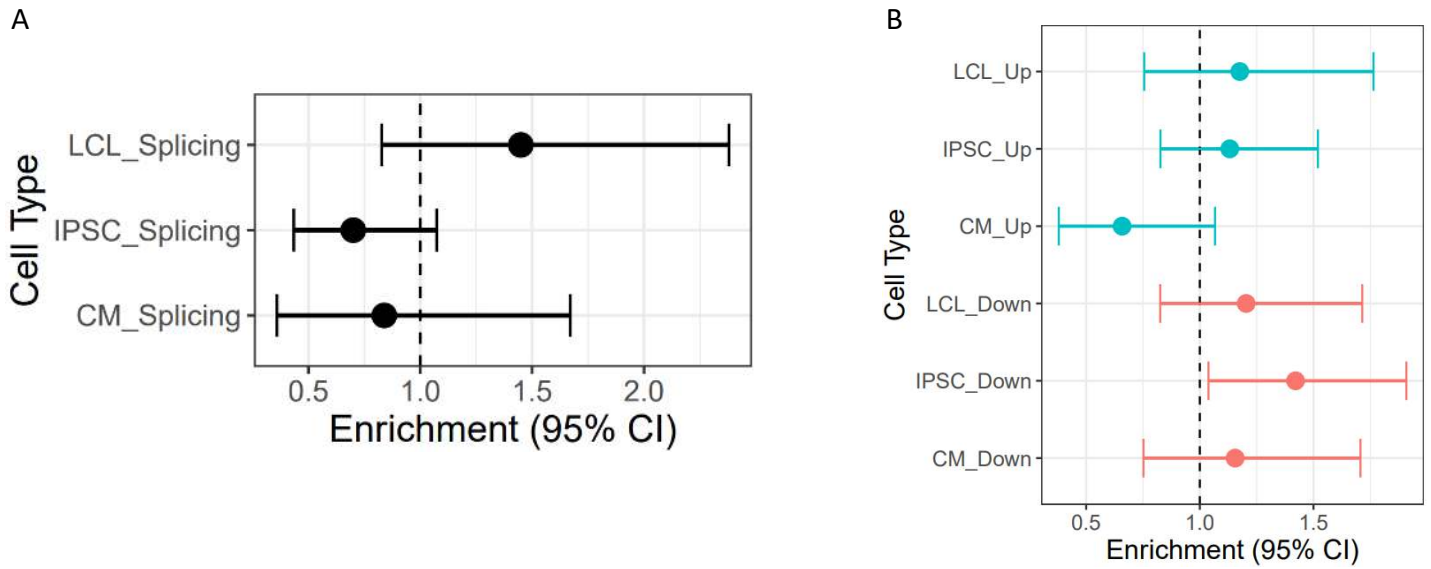 A
Cell Type
LCL_Splicing
IPSC_Splicing
CM_Splicing
0.5 1.0 1.5 2.0
Enrichment (95% CI)
B
Cell Type
LCL_Up
IPSC_Up
CM_Up
LCL_Down
IPSC_Down
CM_Down
0.5 1.0 1.5
Enrichment (95% CI)